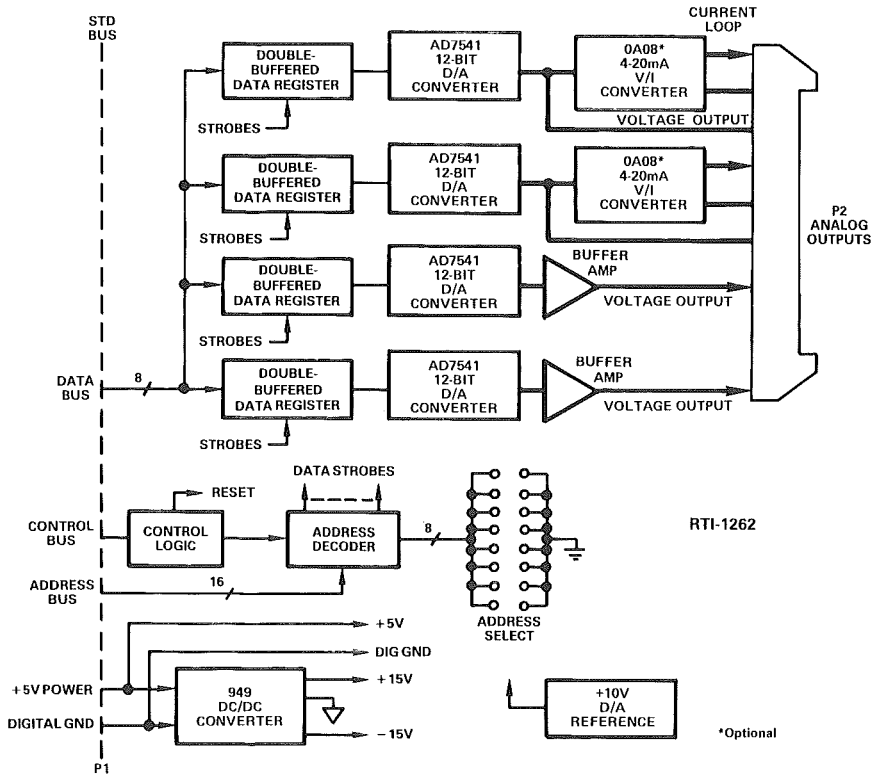 STD
BUS
CURRENT
LOOP
DOUBLE-
BUFFERED
DATA REGISTER
AD7541
12-BIT
D/A
CONVERTER
0A08*
4-20mA
V/I
CONVERTER
STROBES
VOLTAGE OUTPUT
DOUBLE-
BUFFERED
DATA REGISTER
AD7541
12-BIT
D/A
CONVERTER
0A08*
4-20mA
V/I
CONVERTER
STROBES
P2
ANALOG
OUTPUTS
DOUBLE-
BUFFERED
DATA REGISTER
AD7541
12-BIT
D/A
CONVERTER
BUFFER
AMP
VOLTAGE OUTPUT
STROBES
DATA
BUS
8
DOUBLE-
BUFFERED
DATA REGISTER
AD7541
12-BIT
D/A
CONVERTER
BUFFER
AMP
VOLTAGE OUTPUT
STROBES
DATA STROBES
RESET
CONTROL
BUS
CONTROL
LOGIC
ADDRESS
DECODER
8
RTI-1262
ADDRESS
BUS
16
ADDRESS
SELECT
+5V
DIG GND
+5V POWER
949
DC/DC
CONVERTER
+15V
+10V
D/A
REFERENCE
DIGITAL GND
-15V
*Optional
P1